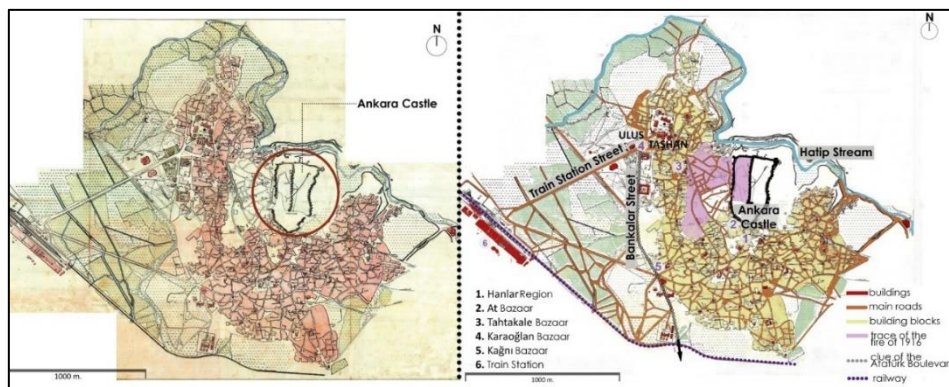 N
Ankara Castle
1000 m.
N
ULUS
4 TASHAN
3
Train Station Street
Bankalar Street
Hatip Stream
Ankara
Castle
2
1
5
6
1. Hanlar Region
2. At Bazaar
3. Tahtakale Bazaar
4. Karaoğlan Bazaar
5. Kağnı Bazaar
6. Train Station
buildings
main roads
building blocks
trace of the
fire of 1916
clue of the
Atatürk Boulevar
railway
1000 m.